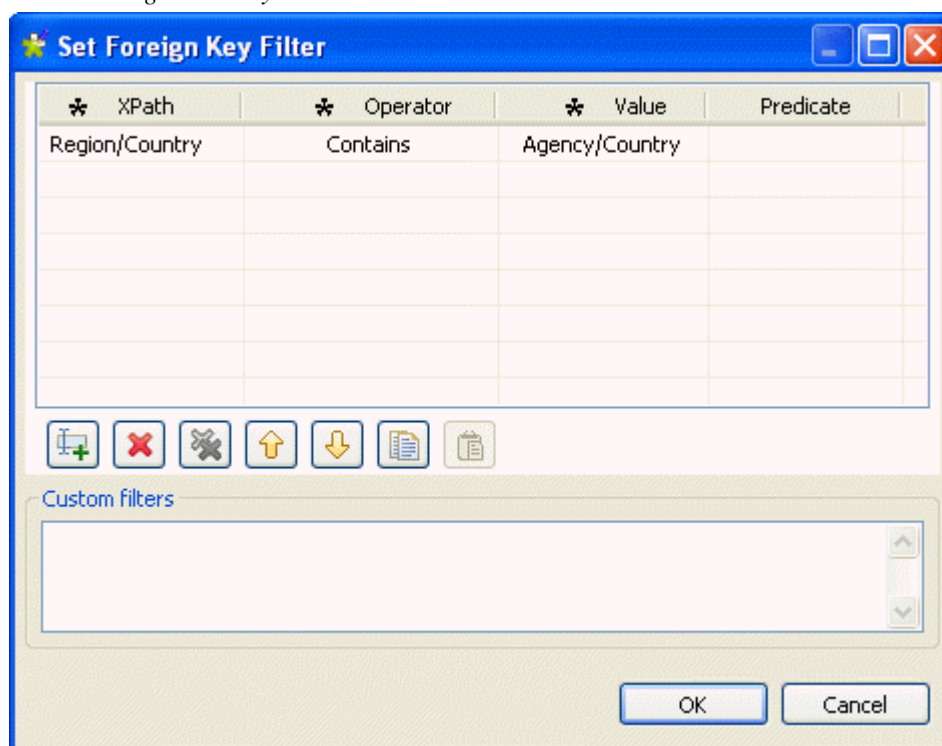 Set Foreign Key Filter
* XPath * Operator * Value Predicate
Region/Country Contains Agency/Country
Custom filters
OK Cancel